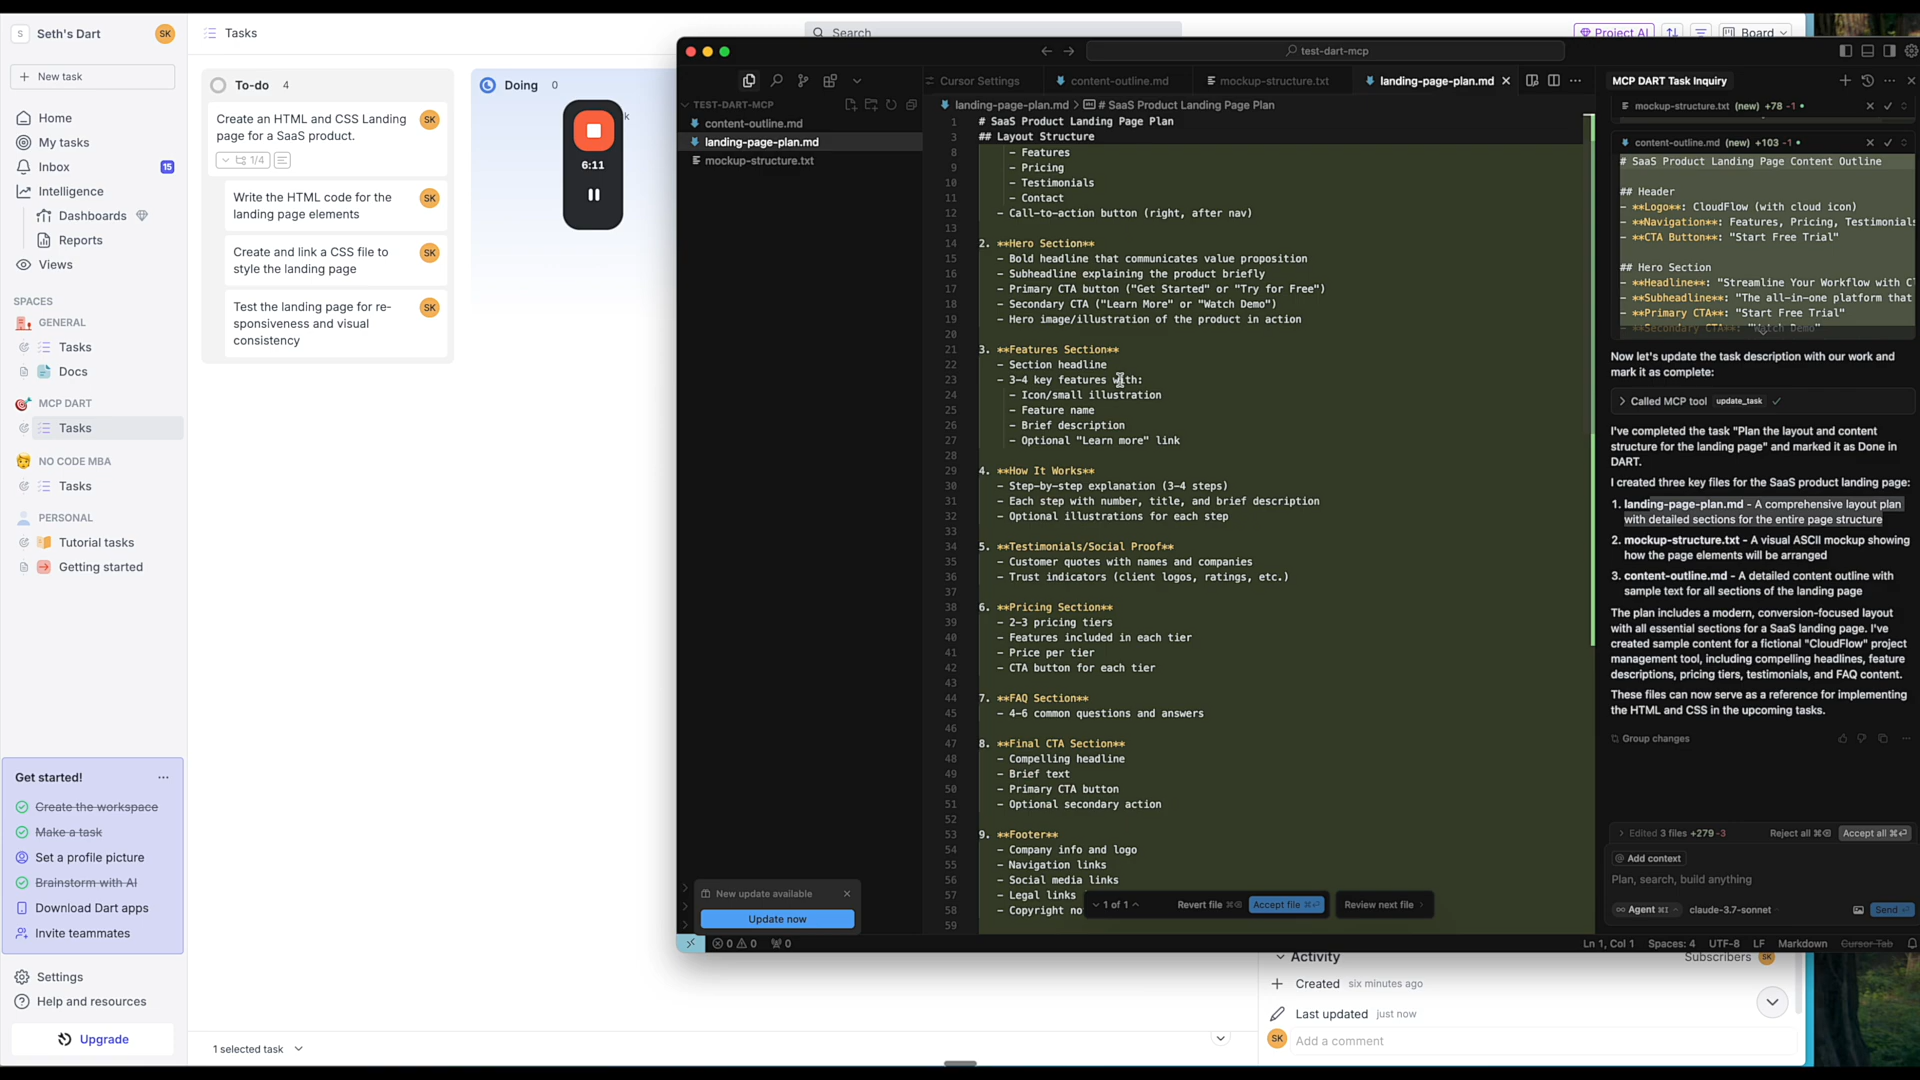 S
Seth's Dart
SK
New task
Home
My tasks
Inbox
15
Intelligence
Dashboards
Reports
Views
SPACES
GENERAL
Tasks
Docs
MCP DART
Tasks
NO CODE MBA
Tasks
PERSONAL
Tutorial tasks
Getting started
Get started!
Create the workspace
Make a task
Set a profile picture
Brainstorm with AI
Download Dart apps
Invite teammates
Settings
Help and resources
Upgrade
Tasks
Search
Project AI
Board
To-do 4
Create an HTML and CSS Landing
page for a SaaS product.
SK
1/4
Write the HTML code for the
landing page elements
SK
Create and link a CSS file to
style the landing page
SK
Test the landing page for re-
sponsiveness and visual
consistency
SK
Doing 0
k
6:11
1 selected task
test-dart-mcp
TEST-DART-MCP
content-outline.md
landing-page-plan.md
mockup-structure.txt
New update available
Update now
Cursor Settings
content-outline.md
mockup-structure.txt
landing-page-plan.md
landing-page-plan.md > # SaaS Product Landing Page Plan
1 # SaaS Product Landing Page Plan
3 ## Layout Structure
8 - Features
9 - Pricing
10 - Testimonials
11 - Contact
12 - Call-to-action button (right, after nav)
13
14 2. **Hero Section**
15 - Bold headline that communicates value proposition
16 - Subheadline explaining the product briefly
17 - Primary CTA button ("Get Started" or "Try for Free")
18 - Secondary CTA ("Learn More" or "Watch Demo")
19 - Hero image/illustration of the product in action
20
21 3. **Features Section**
22 - Section headline
23 - 3-4 key features with:
24 - Icon/small illustration
25 - Feature name
26 - Brief description
27 - Optional "Learn more" link
28
29 4. **How It Works**
30 - Step-by-step explanation (3-4 steps)
31 - Each step with number, title, and brief description
32 - Optional illustrations for each step
33
34 5. **Testimonials/Social Proof**
35 - Customer quotes with names and companies
36 - Trust indicators (client logos, ratings, etc.)
37
38 6. **Pricing Section**
39 - 2-3 pricing tiers
40 - Features included in each tier
41 - Price per tier
42 - CTA button for each tier
43
44 7. **FAQ Section**
45 - 4-6 common questions and answers
46
47 8. **Final CTA Section**
48 - Compelling headline
49 - Brief text
50 - Primary CTA button
51 - Optional secondary action
52
53 9. **Footer**
54 - Company info and logo
55 - Navigation links
56 - Social media links
57 - Legal links
58 - Copyright no
59
1 of 1
Revert file
Accept file
Review next file
MCP DART Task Inquiry
mockup-structure.txt (new) +78 -1
content-outline.md (new) +103 -1
# SaaS Product Landing Page Content Outline
## Header
- **Logo**: CloudFlow (with cloud icon)
- **Navigation**: Features, Pricing, Testimonials
- **CTA Button**: "Start Free Trial"
## Hero Section
- **Headline**: "Streamline Your Workflow with C
- **Subheadline**: "The all-in-one platform that
- **Primary CTA**: "Start Free Trial"
- **Secondary CTA**: "Watch Demo"
Now let's update the task description with our work and
mark it as complete:
Called MCP tool update_task
I've completed the task "Plan the layout and content
structure for the landing page" and marked it as Done in
DART.
I created three key files for the SaaS product landing page:
1. landing-page-plan.md - A comprehensive layout plan
with detailed sections for the entire page structure
2. mockup-structure.txt - A visual ASCII mockup showing
how the page elements will be arranged
3. content-outline.md - A detailed content outline with
sample text for all sections of the landing page
The plan includes a modern, conversion-focused layout
with all essential sections for a SaaS landing page. I've
created sample content for a fictional "CloudFlow" project
management tool, including compelling headlines, feature
descriptions, pricing tiers, testimonials, and FAQ content.
These files can now serve as a reference for implementing
the HTML and CSS in the upcoming tasks.
Group changes
Edited 3 files +279 -3
Reject all
Accept all
@ Add context
Plan, search, build anything
Agent
claude-3.7-sonnet
Send
0 0 0
Ln 1, Col 1
Spaces: 4
UTF-8
LF
Markdown
Cursor Tab
Activity
Subscribers
SK
Created six minutes ago
Last updated just now
SK
Add a comment